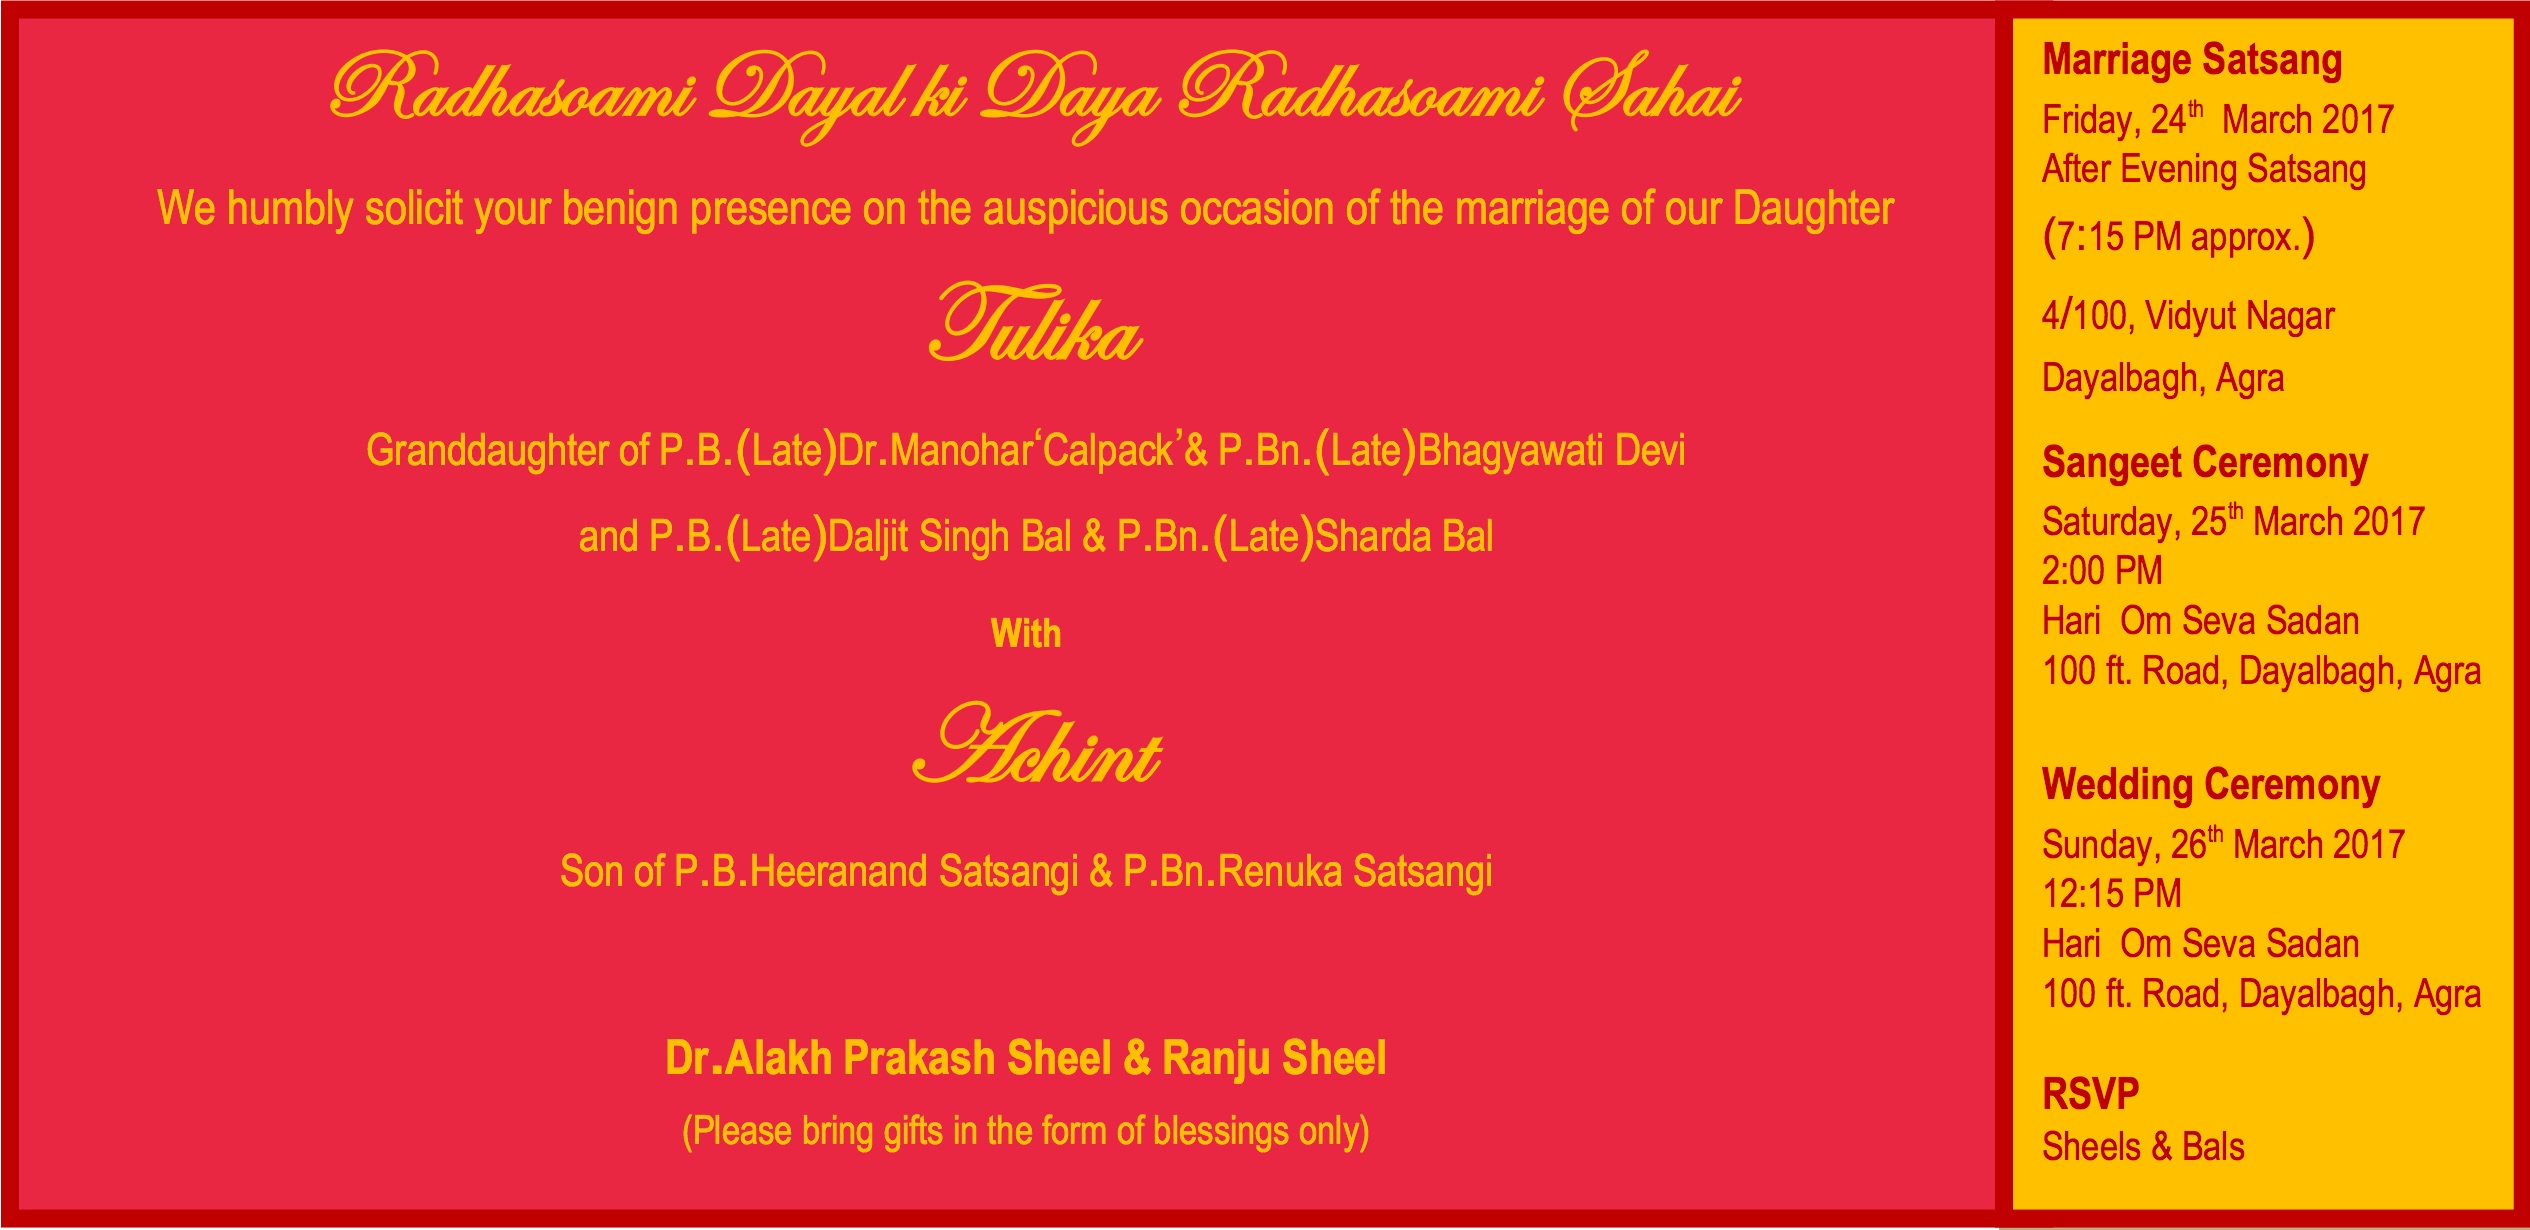 Radhasoami Dayal ki Daya Radhasoami Sahai
We humbly solicit your benign presence on the auspicious occasion of the marriage of our Daughter
Tulika
Granddaughter of P.B.(Late)Dr.Manohar‘Calpack’& P.Bn.(Late)Bhagyawati Devi
and P.B.(Late)Daljit Singh Bal & P.Bn.(Late)Sharda Bal
With
Achint
Son of P.B.Heeranand Satsangi & P.Bn.Renuka Satsangi
Dr.Alakh Prakash Sheel & Ranju Sheel
(Please bring gifts in the form of blessings only)
Marriage Satsang
Friday, 24th March 2017
After Evening Satsang
(7:15 PM approx.)
4/100, Vidyut Nagar
Dayalbagh, Agra
Sangeet Ceremony
Saturday, 25th March 2017
2:00 PM
Hari Om Seva Sadan
100 ft. Road, Dayalbagh, Agra
Wedding Ceremony
Sunday, 26th March 2017
12:15 PM
Hari Om Seva Sadan
100 ft. Road, Dayalbagh, Agra
RSVP
Sheels & Bals